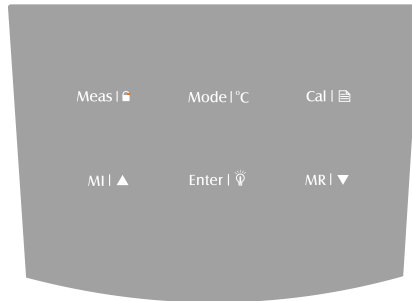 Meas | Mode | °C Cal |
MI | ▲ Enter | MR | ▼